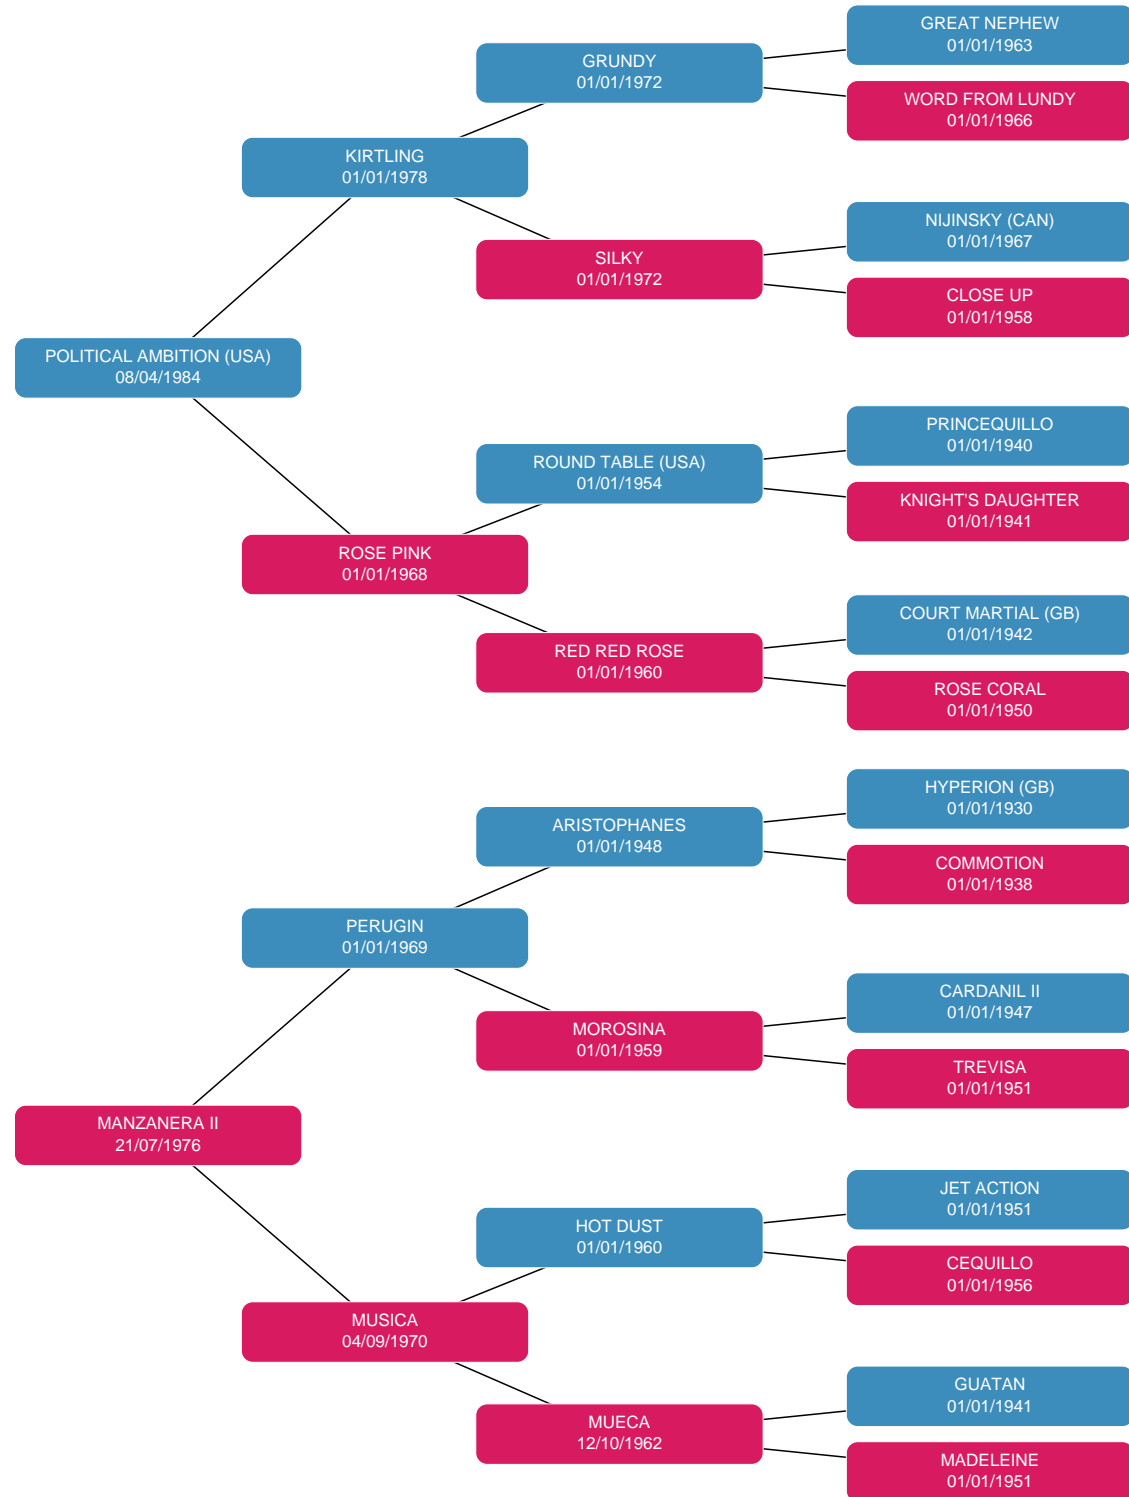 GREAT NEPHEW
01/01/1963
GRUNDY
01/01/1972
WORD FROM LUNDY
01/01/1966
KIRTLING
01/01/1978
NIJINSKY (CAN)
01/01/1967
SILKY
01/01/1972
CLOSE UP
01/01/1958
POLITICAL AMBITION (USA)
08/04/1984
PRINCEQUILLO
01/01/1940
ROUND TABLE (USA)
01/01/1954
KNIGHT'S DAUGHTER
01/01/1941
ROSE PINK
01/01/1968
COURT MARTIAL (GB)
01/01/1942
RED RED ROSE
01/01/1960
ROSE CORAL
01/01/1950
HYPERION (GB)
01/01/1930
ARISTOPHANES
01/01/1948
COMMOTION
01/01/1938
PERUGIN
01/01/1969
CARDANIL II
01/01/1947
MOROSINA
01/01/1959
TREVISA
01/01/1951
MANZANERA II
21/07/1976
JET ACTION
01/01/1951
HOT DUST
01/01/1960
CEQUILLO
01/01/1956
MUSICA
04/09/1970
GUATAN
01/01/1941
MUECA
12/10/1962
MADELEINE
01/01/1951